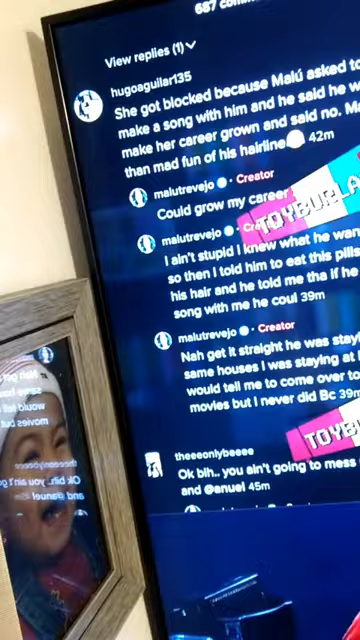 687 comm
View replies (1)
hugoaguilar135
She got blocked because Malú asked to
make a song with him and he said he w
make her career grown and said no. M
than mad fun of his hairline 42m
malutrevejo • Creator
Could grow my career
malutrevejo • Cr
I ain't stupid I knew what he wan
so then I told him to eat this pills
his hair and he told me tha if he
song with me he coul 39m
TOYBURLA
malutrevejo • Creator
Nah get it straight he was stay
same houses I was staying at
would tell me to come over to
movies but I never did Bc 39m
TOYBU
theeeonlybeeee
Ok bih.. you ain't going to mess
and @anuel 45m